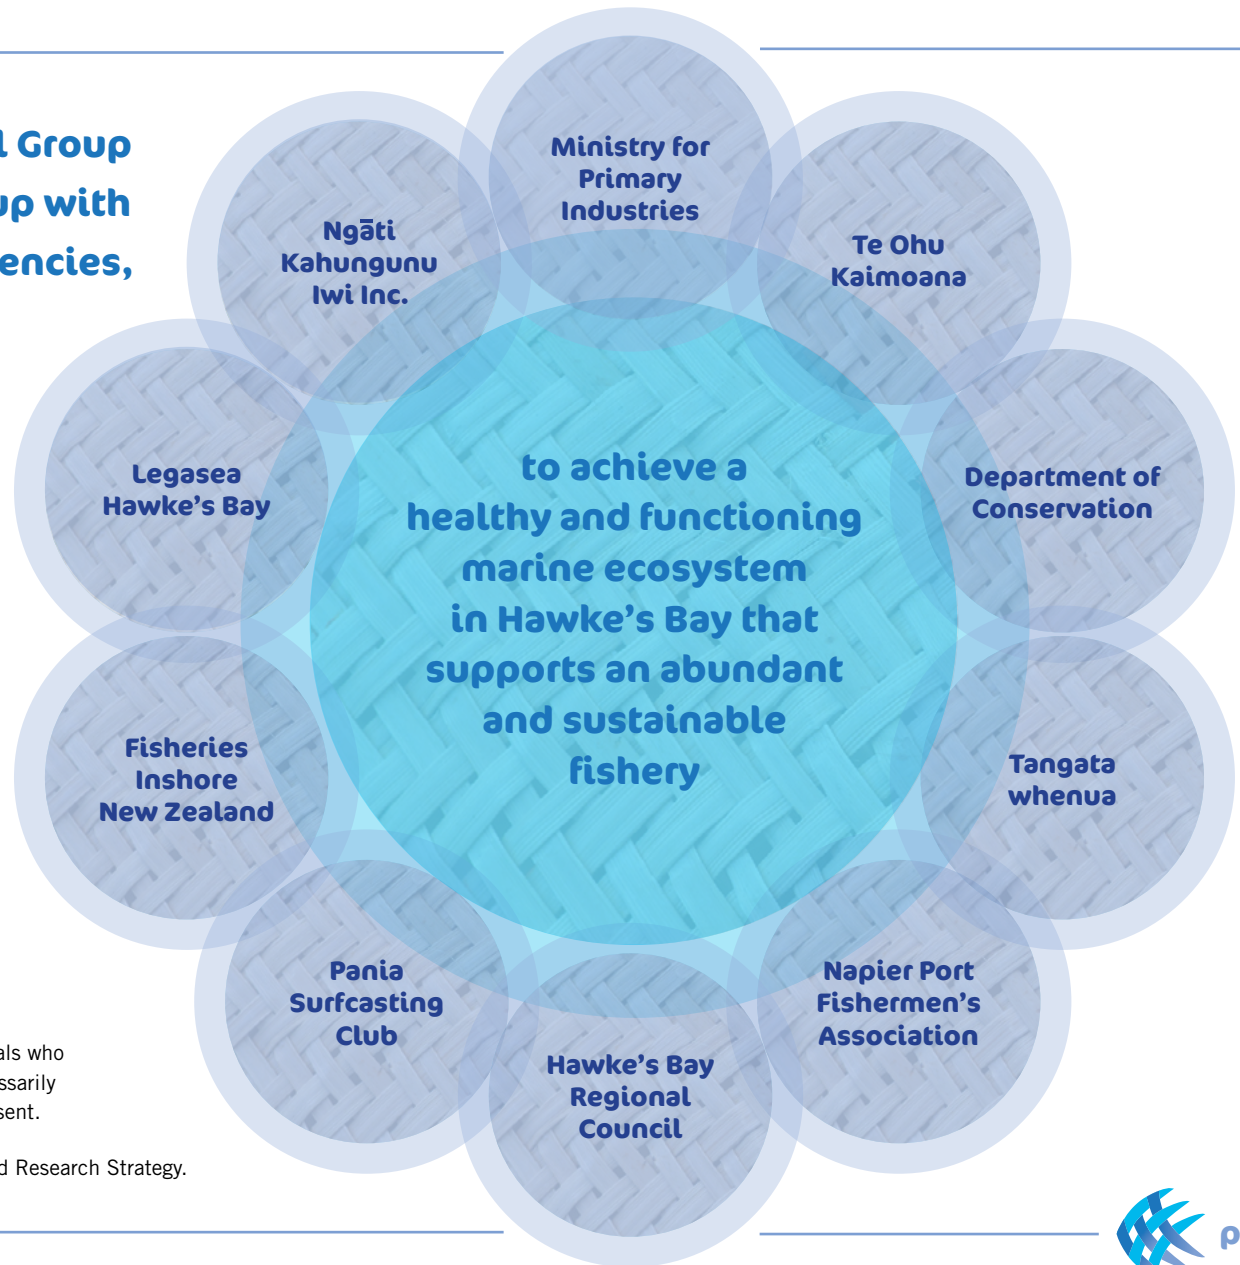 l Group
up with
encies,
Ministry for
Primary
Industries
Te Ohu
Kaimoana
Department of
Conservation
Tangata
whenua
Napier Port
Fishermen's
Association
Hawke's Bay
Regional
Council
Pania
Surfcasting
Club
Fisheries
Inshore
New Zealand
Legasea
Hawke's Bay
Ngāti
Kahungunu
Iwi Inc.
to achieve a
healthy and functioning
marine ecosystem
in Hawke's Bay that
supports an abundant
and sustainable
fishery
als who
ssarily
sent.
d Research Strategy.
p